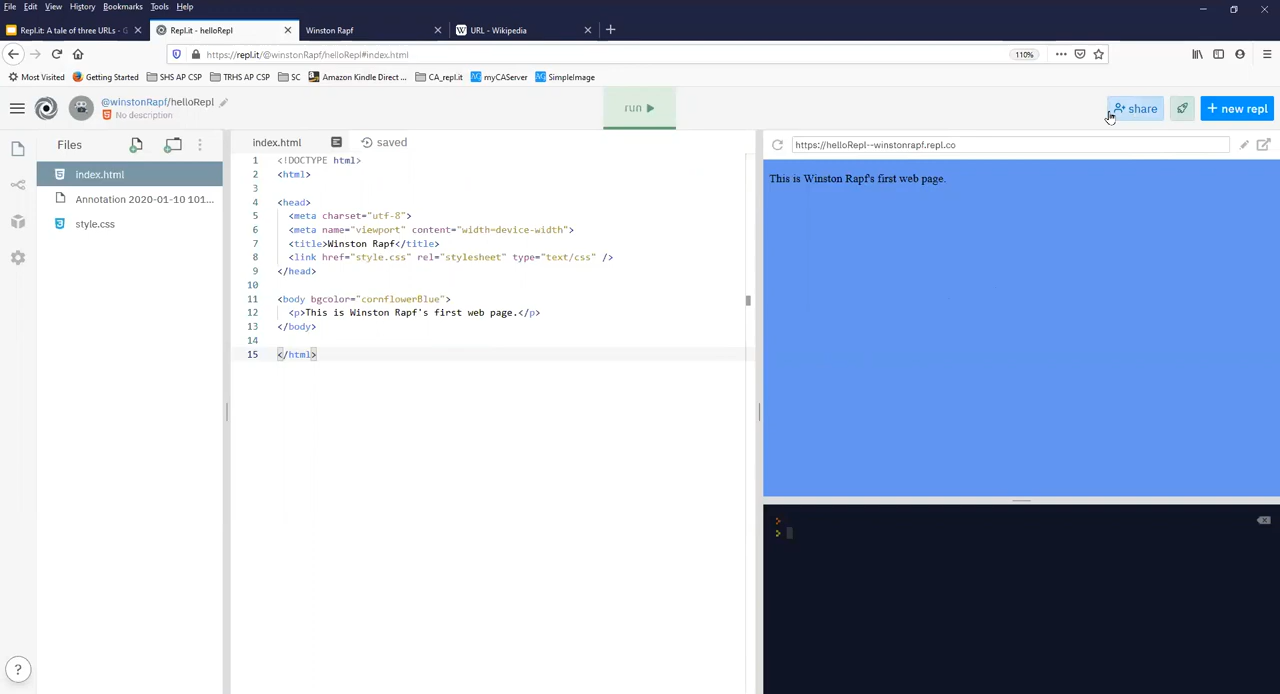 File Edit View History Bookmarks Tools Help
Repl.it: A tale of three URLs - G
Repl.it - helloRepl
Winston Rapf
URL - Wikipedia
https://repl.it/@winstonRapf/helloRepl#index.html
110%
Most Visited
Getting Started
SHS AP CSP
TRHS AP CSP
SC
Amazon Kindle Direct ...
CA_repl.it
myCAServer
SimpleImage
@winstonRapf/helloRepl
No description
run
share
+ new repl
Files
index.html
Annotation 2020-01-10 101...
style.css
index.html
saved
1 <!DOCTYPE html>
2 <html>
3
4 <head>
5 <meta charset="utf-8">
6 <meta name="viewport" content="width=device-width">
7 <title>Winston Rapf</title>
8 <link href="style.css" rel="stylesheet" type="text/css" />
9 </head>
10
11 <body bgcolor="cornflowerBlue">
12 <p>This is Winston Rapf's first web page.</p>
13 </body>
14
15 </html>
https://helloRepl--winstonrapf.repl.co
This is Winston Rapf's first web page.
>
>
?